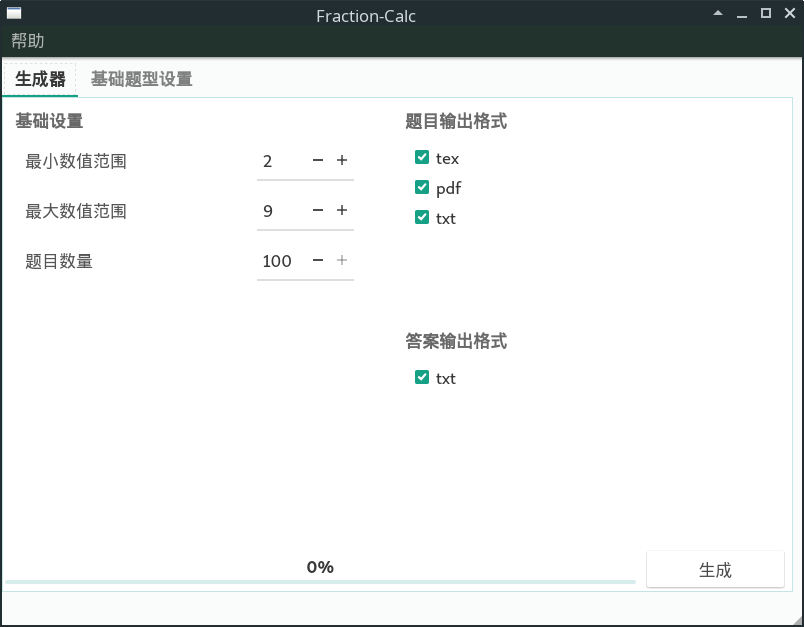 Fraction-Calc
帮助
生成器 基础题型设置
基础设置
最小数值范围 2
最大数值范围 9
题目数量 100
题目输出格式
tex
pdf
txt
答案输出格式
txt
0%
生成